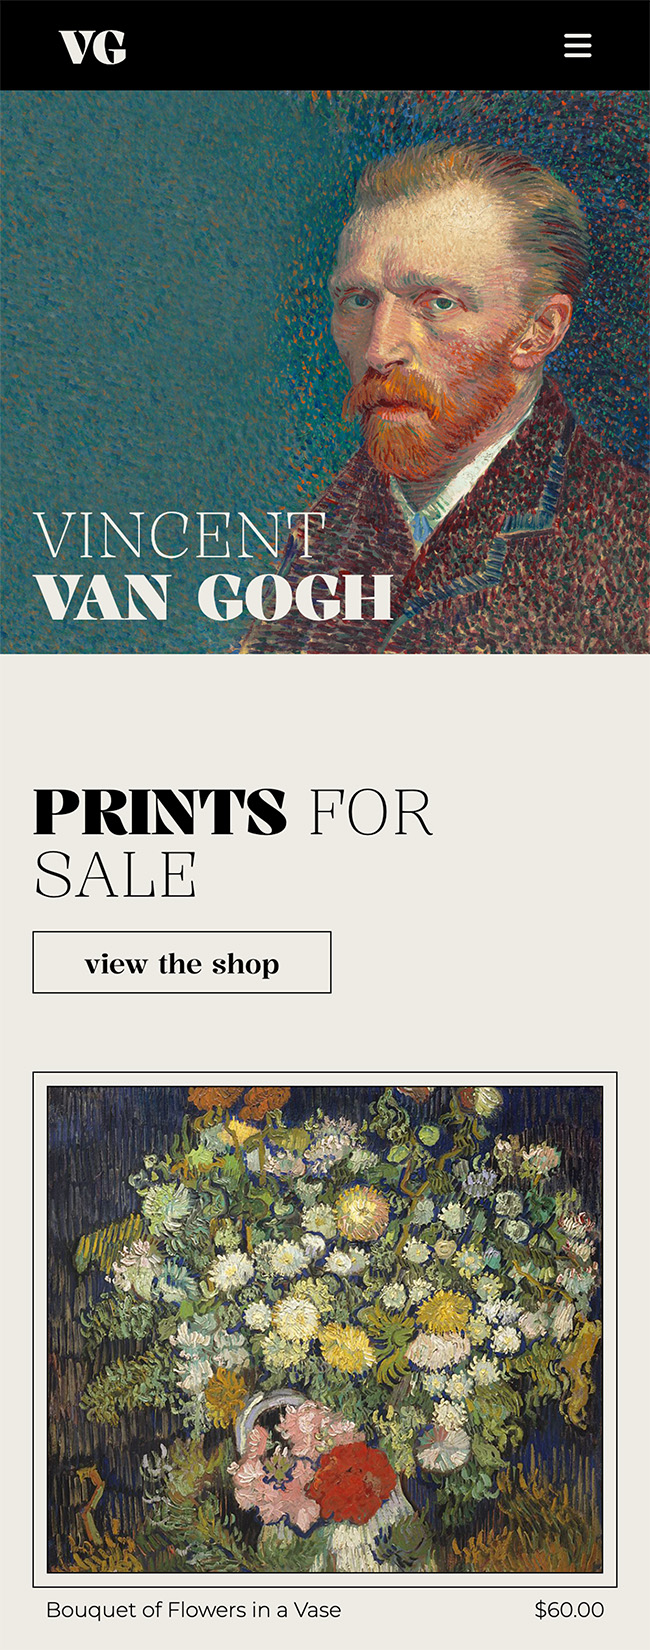 VG
VINCENT
VAN GOGH
PRINTS FOR
SALE
view the shop
Bouquet of Flowers in a Vase $60.00